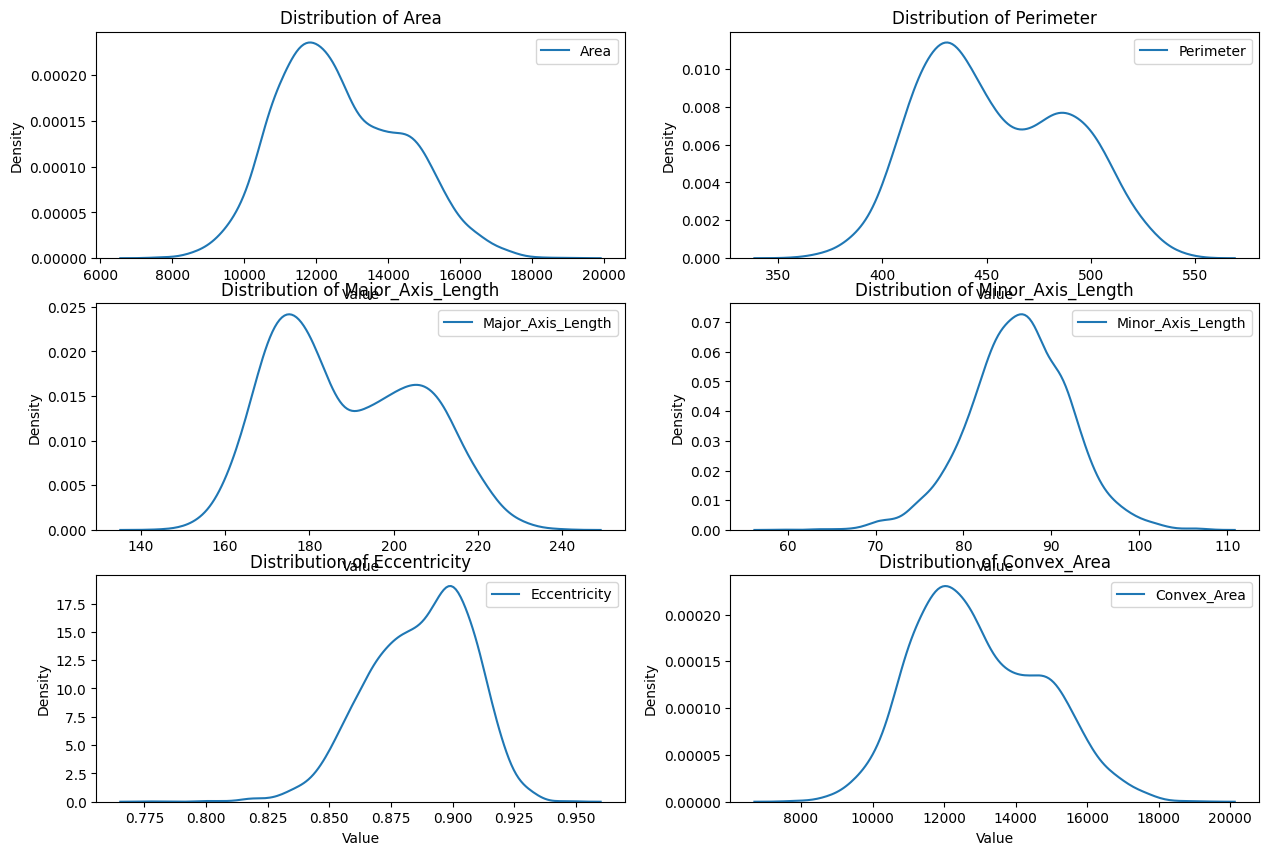 Distribution of Area
Area
Density
0.00020
0.00015
0.00010
0.00005
0.00000
6000 8000 10000 12000 14000 16000 18000 20000
Value
Distribution of Perimeter
Perimeter
Density
0.010
0.008
0.006
0.004
0.002
0.000
350 400 450 500 550
Value
Distribution of Major_Axis_Length
Major_Axis_Length
Density
0.025
0.020
0.015
0.010
0.005
0.000
140 160 180 200 220 240
Value
Distribution of Minor_Axis_Length
Minor_Axis_Length
Density
0.07
0.06
0.05
0.04
0.03
0.02
0.01
0.00
60 70 80 90 100 110
Value
Distribution of Eccentricity
Eccentricity
Density
17.5
15.0
12.5
10.0
7.5
5.0
2.5
0.0
0.775 0.800 0.825 0.850 0.875 0.900 0.925 0.950
Value
Distribution of Convex_Area
Convex_Area
Density
0.00020
0.00015
0.00010
0.00005
0.00000
8000 10000 12000 14000 16000 18000 20000
Value